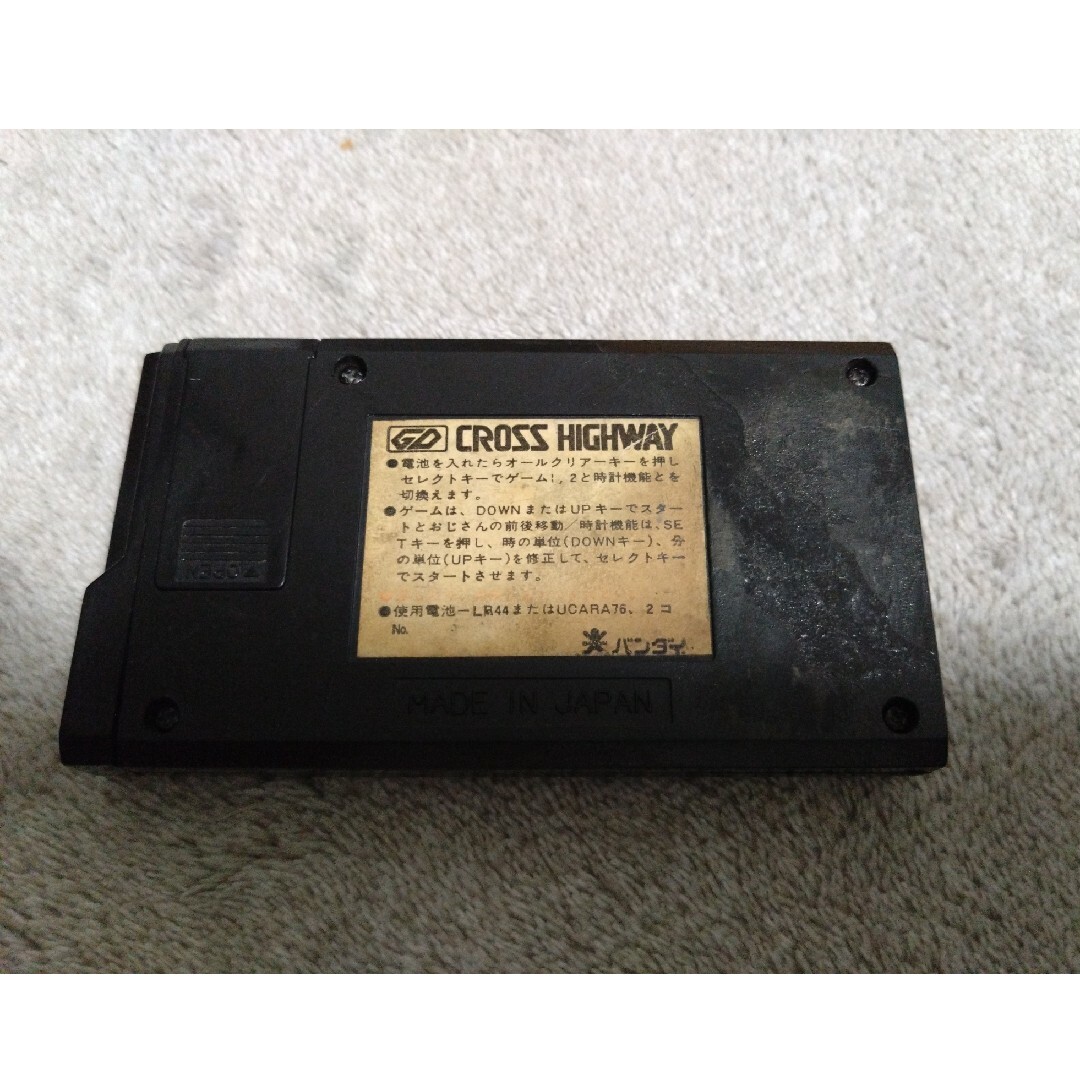 GD CROSS HIGHWAY
●電池を入れたらオールクリアーキーを押し
セレクトキーでゲーム1,2と時計機能とを
切換えます。
●ゲームは、DOWNまたはUPキーでスター
トとおじさんの前後移動/時計機能は、SE
Tキーを押し、時の単位(DOWNキー)、分
の単位(UPキー)を修正して、セレクトキー
でスタートさせます。
●使用電池－LR44またはUCARA76、2コ
No.
バンダイ
OPEN
MADE IN JAPAN